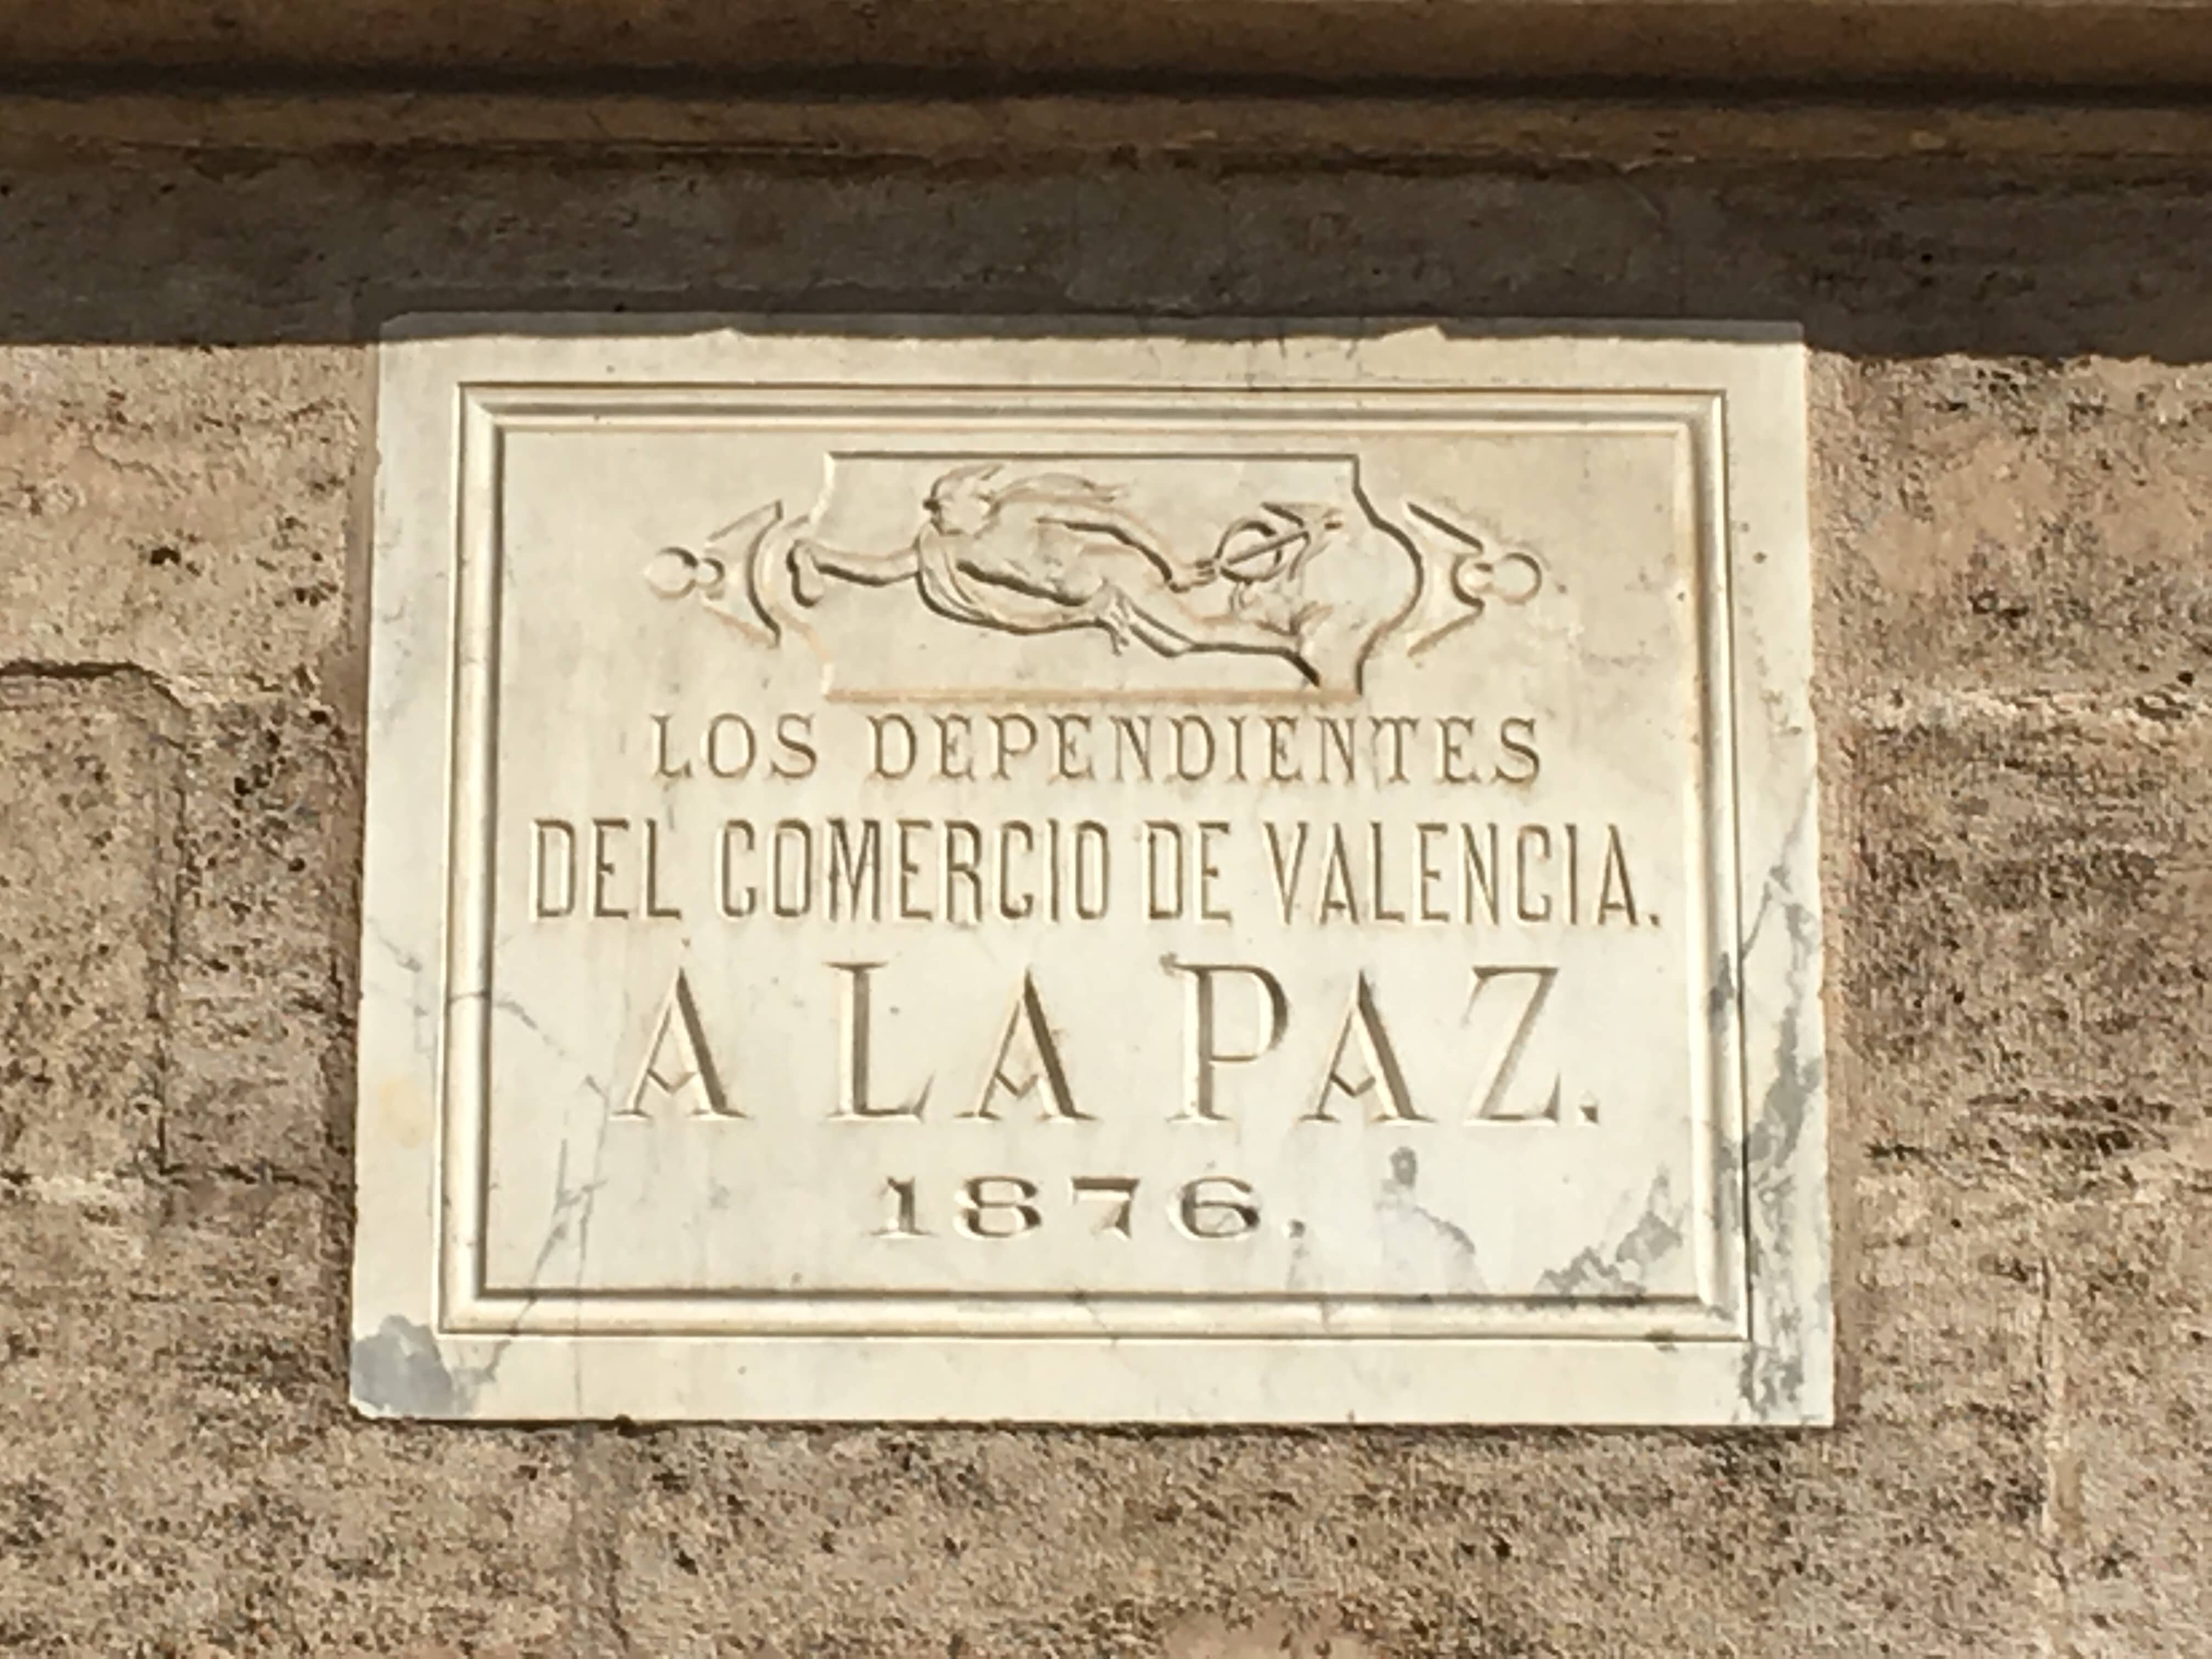 LOS DEPENDIENTES
DEL COMERCIO DE VALENCIA.
A LA PAZ.
1876.